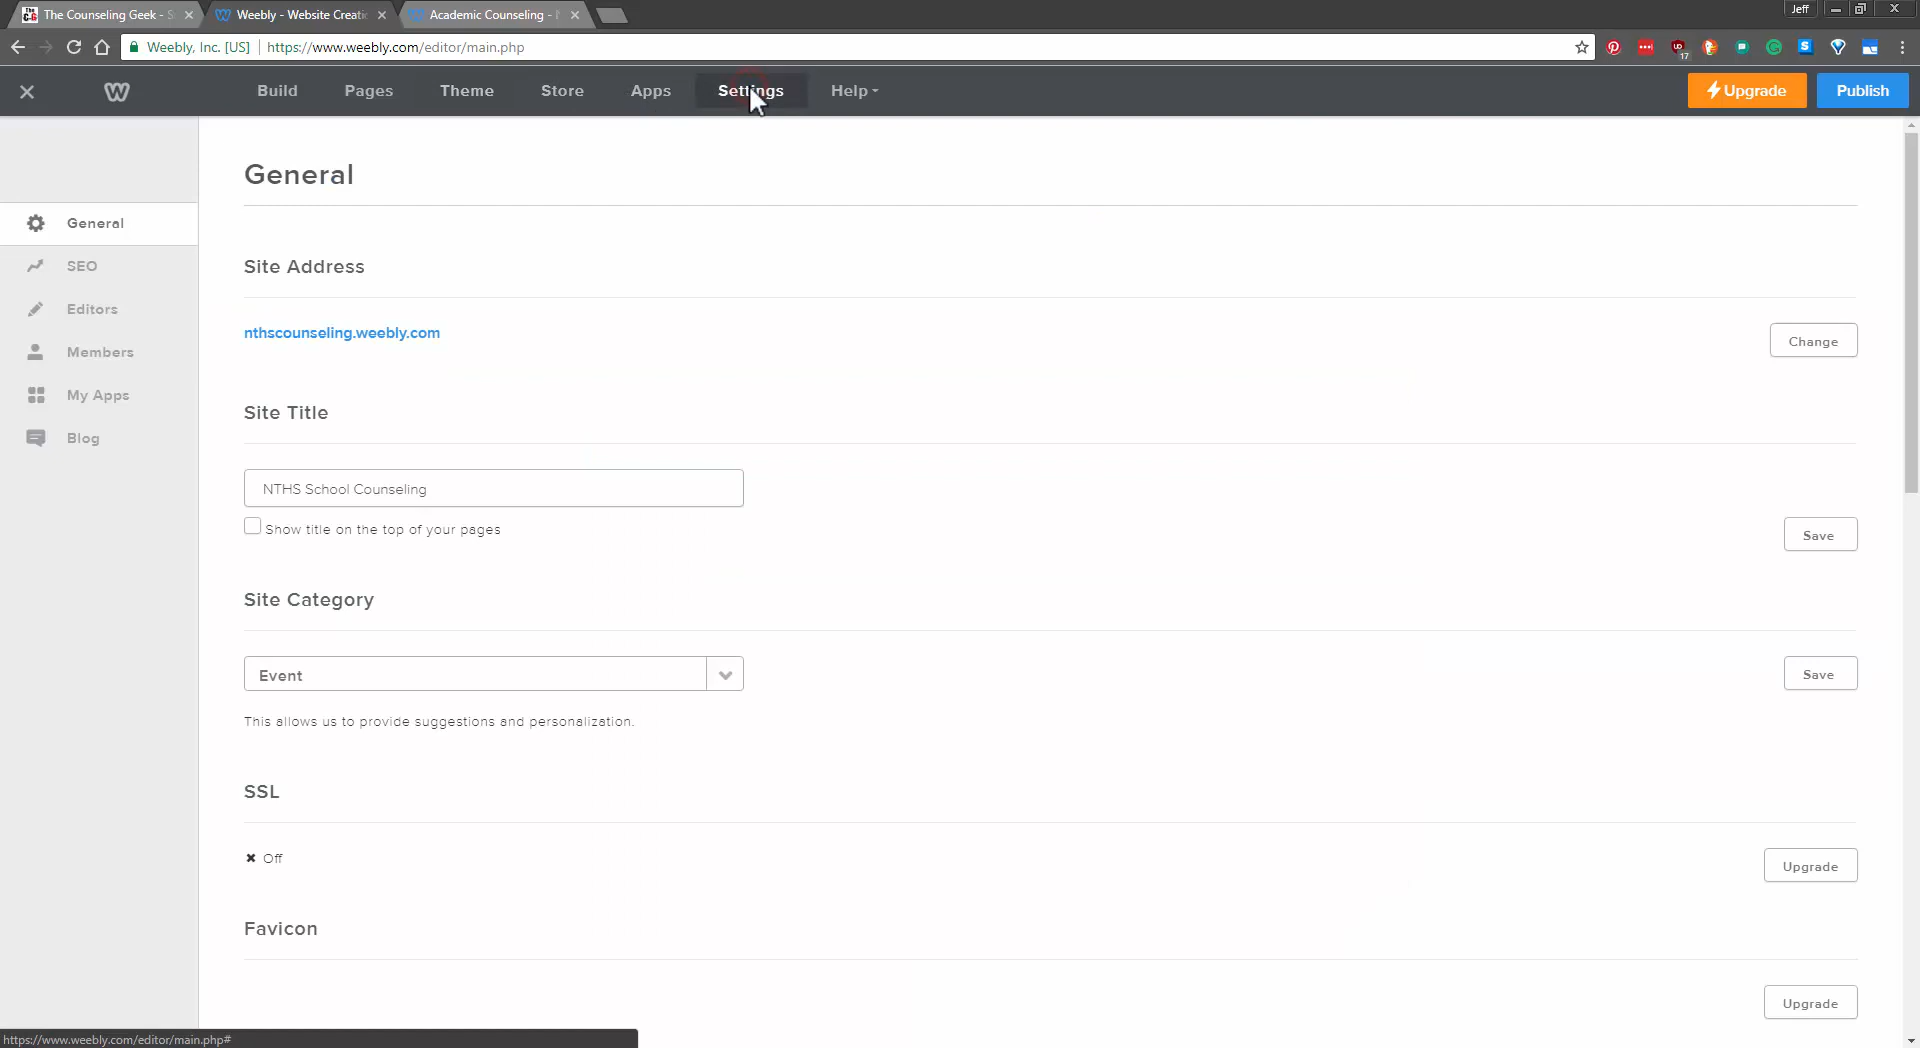 The Counseling Geek - S
Weebly - Website Creatic
Academic Counseling -
Jeff
Weebly, Inc. [US] https://www.weebly.com/editor/main.php
17
Build Pages Theme Store Apps Settings Help
Upgrade Publish
General
General
SEO
Editors
Members
My Apps
Blog
Site Address
nthscounseling.weebly.com
Change
Site Title
NTHS School Counseling
Show title on the top of your pages
Save
Site Category
Event
Save
This allows us to provide suggestions and personalization.
SSL
Off
Upgrade
Favicon
Upgrade
https://www.weebly.com/editor/main.php#